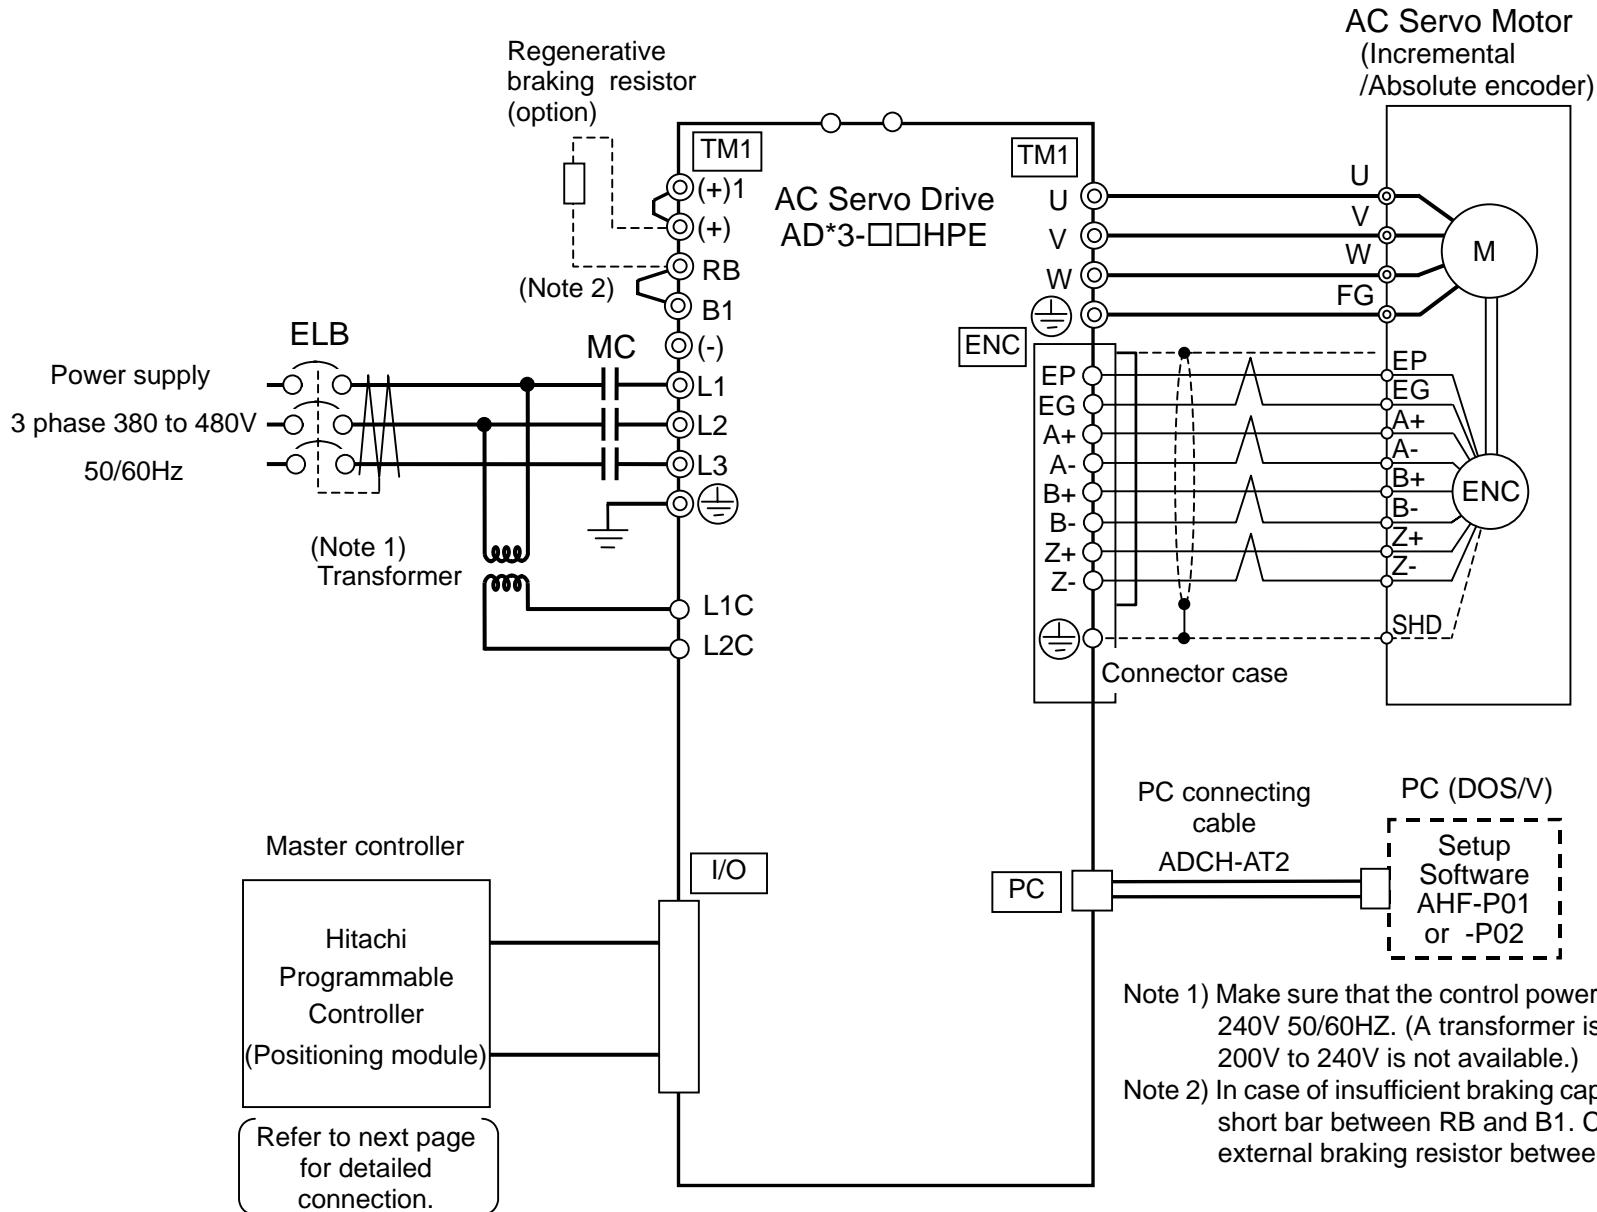 AC Servo Motor
(Incremental
/Absolute encoder)
Regenerative
braking resistor
(option)
TM1
TM1
(+)1
(+)
RB
B1
(-)
L1
L2
L3
AC Servo Drive
AD*3-□□HPE
(Note 2)
U
V
W
U
V
W
FG
M
ELB
MC
Power supply
3 phase 380 to 480V
50/60Hz
(Note 1)
Transformer
L1C
L2C
ENC
EP
EG
A+
A-
B+
B-
Z+
Z-
EP
EG
A+
A-
B+
B-
Z+
Z-
SHD
ENC
Connector case
Master controller
I/O
Hitachi
Programmable
Controller
(Positioning module)
Refer to next page
for detailed
connection.
PC connecting
cable
ADCH-AT2
PC
PC (DOS/V)
Setup
Software
AHF-P01
or -P02
Note 1) Make sure that the control power
240V 50/60HZ. (A transformer is
200V to 240V is not available.)
Note 2) In case of insufficient braking cap
short bar between RB and B1. C
external braking resistor betwee